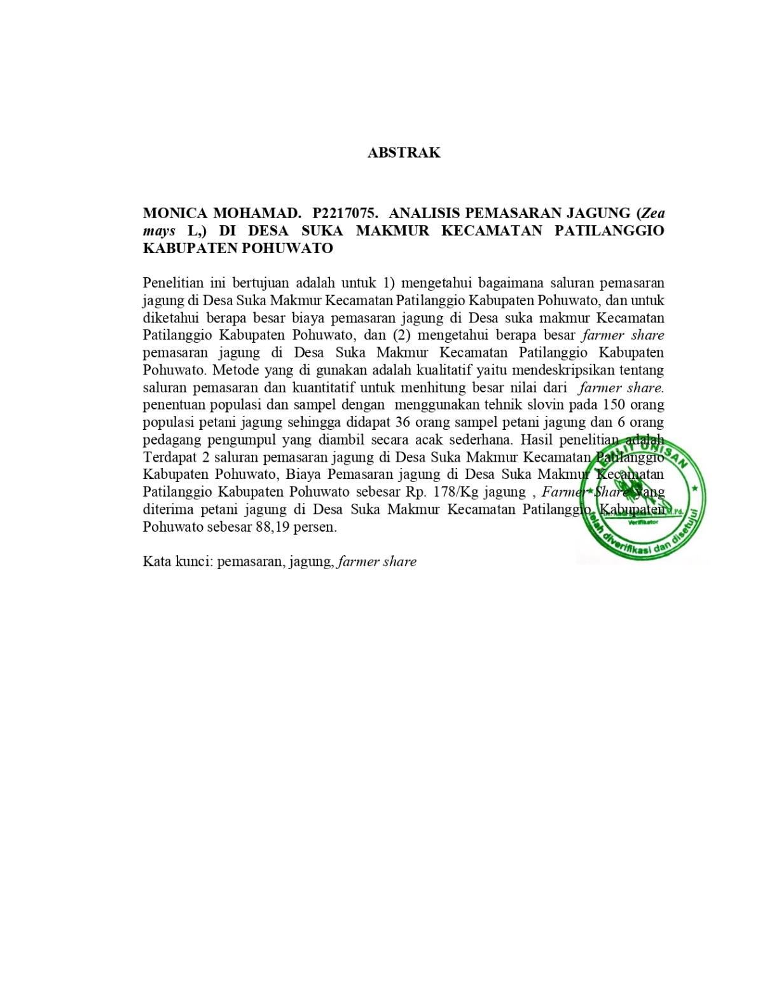 ABSTRAK
MONICA MOHAMAD. P2217075. ANALISIS PEMASARAN JAGUNG (Zea
mays L,) DI DESA SUKA MAKMUR KECAMATAN PATILANGGIO
KABUPATEN POHUWATO
Penelitian ini bertujuan adalah untuk 1) mengetahui bagaimana saluran pemasaran
jagung di Desa Suka Makmur Kecamatan Patilanggio Kabupaten Pohuwato, dan untuk
diketahui berapa besar biaya pemasaran jagung di Desa suka makmur Kecamatan
Patilanggio Kabupaten Pohuwato, dan (2) mengetahui berapa besar farmer share
pemasaran jagung di Desa Suka Makmur Kecamatan Patilanggio Kabupaten
Pohuwato. Metode yang di gunakan adalah kualitatif yaitu mendeskripsikan tentang
saluran pemasaran dan kuantitatif untuk menhitung besar nilai dari farmer share.
penentuan populasi dan sampel dengan menggunakan tehnik slovin pada 150 orang
populasi petani jagung sehingga didapat 36 orang sampel petani jagung dan 6 orang
pedagang pengumpul yang diambil secara acak sederhana. Hasil penelitian adalah
Terdapat 2 saluran pemasaran jagung di Desa Suka Makmur Kecamatan Patilanggio
Kabupaten Pohuwato, Biaya Pemasaran jagung di Desa Suka Makmur Kecamatan
Patilanggio Kabupaten Pohuwato sebesar Rp. 178/Kg jagung , Farmer Share yang
diterima petani jagung di Desa Suka Makmur Kecamatan Patilanggio Kabupaten
Pohuwato sebesar 88,19 persen.
Kata kunci: pemasaran, jagung, farmer share
LEMLIT UNISAN
M.Pd.
Verifikator
telah diverifikasi dan disetujui